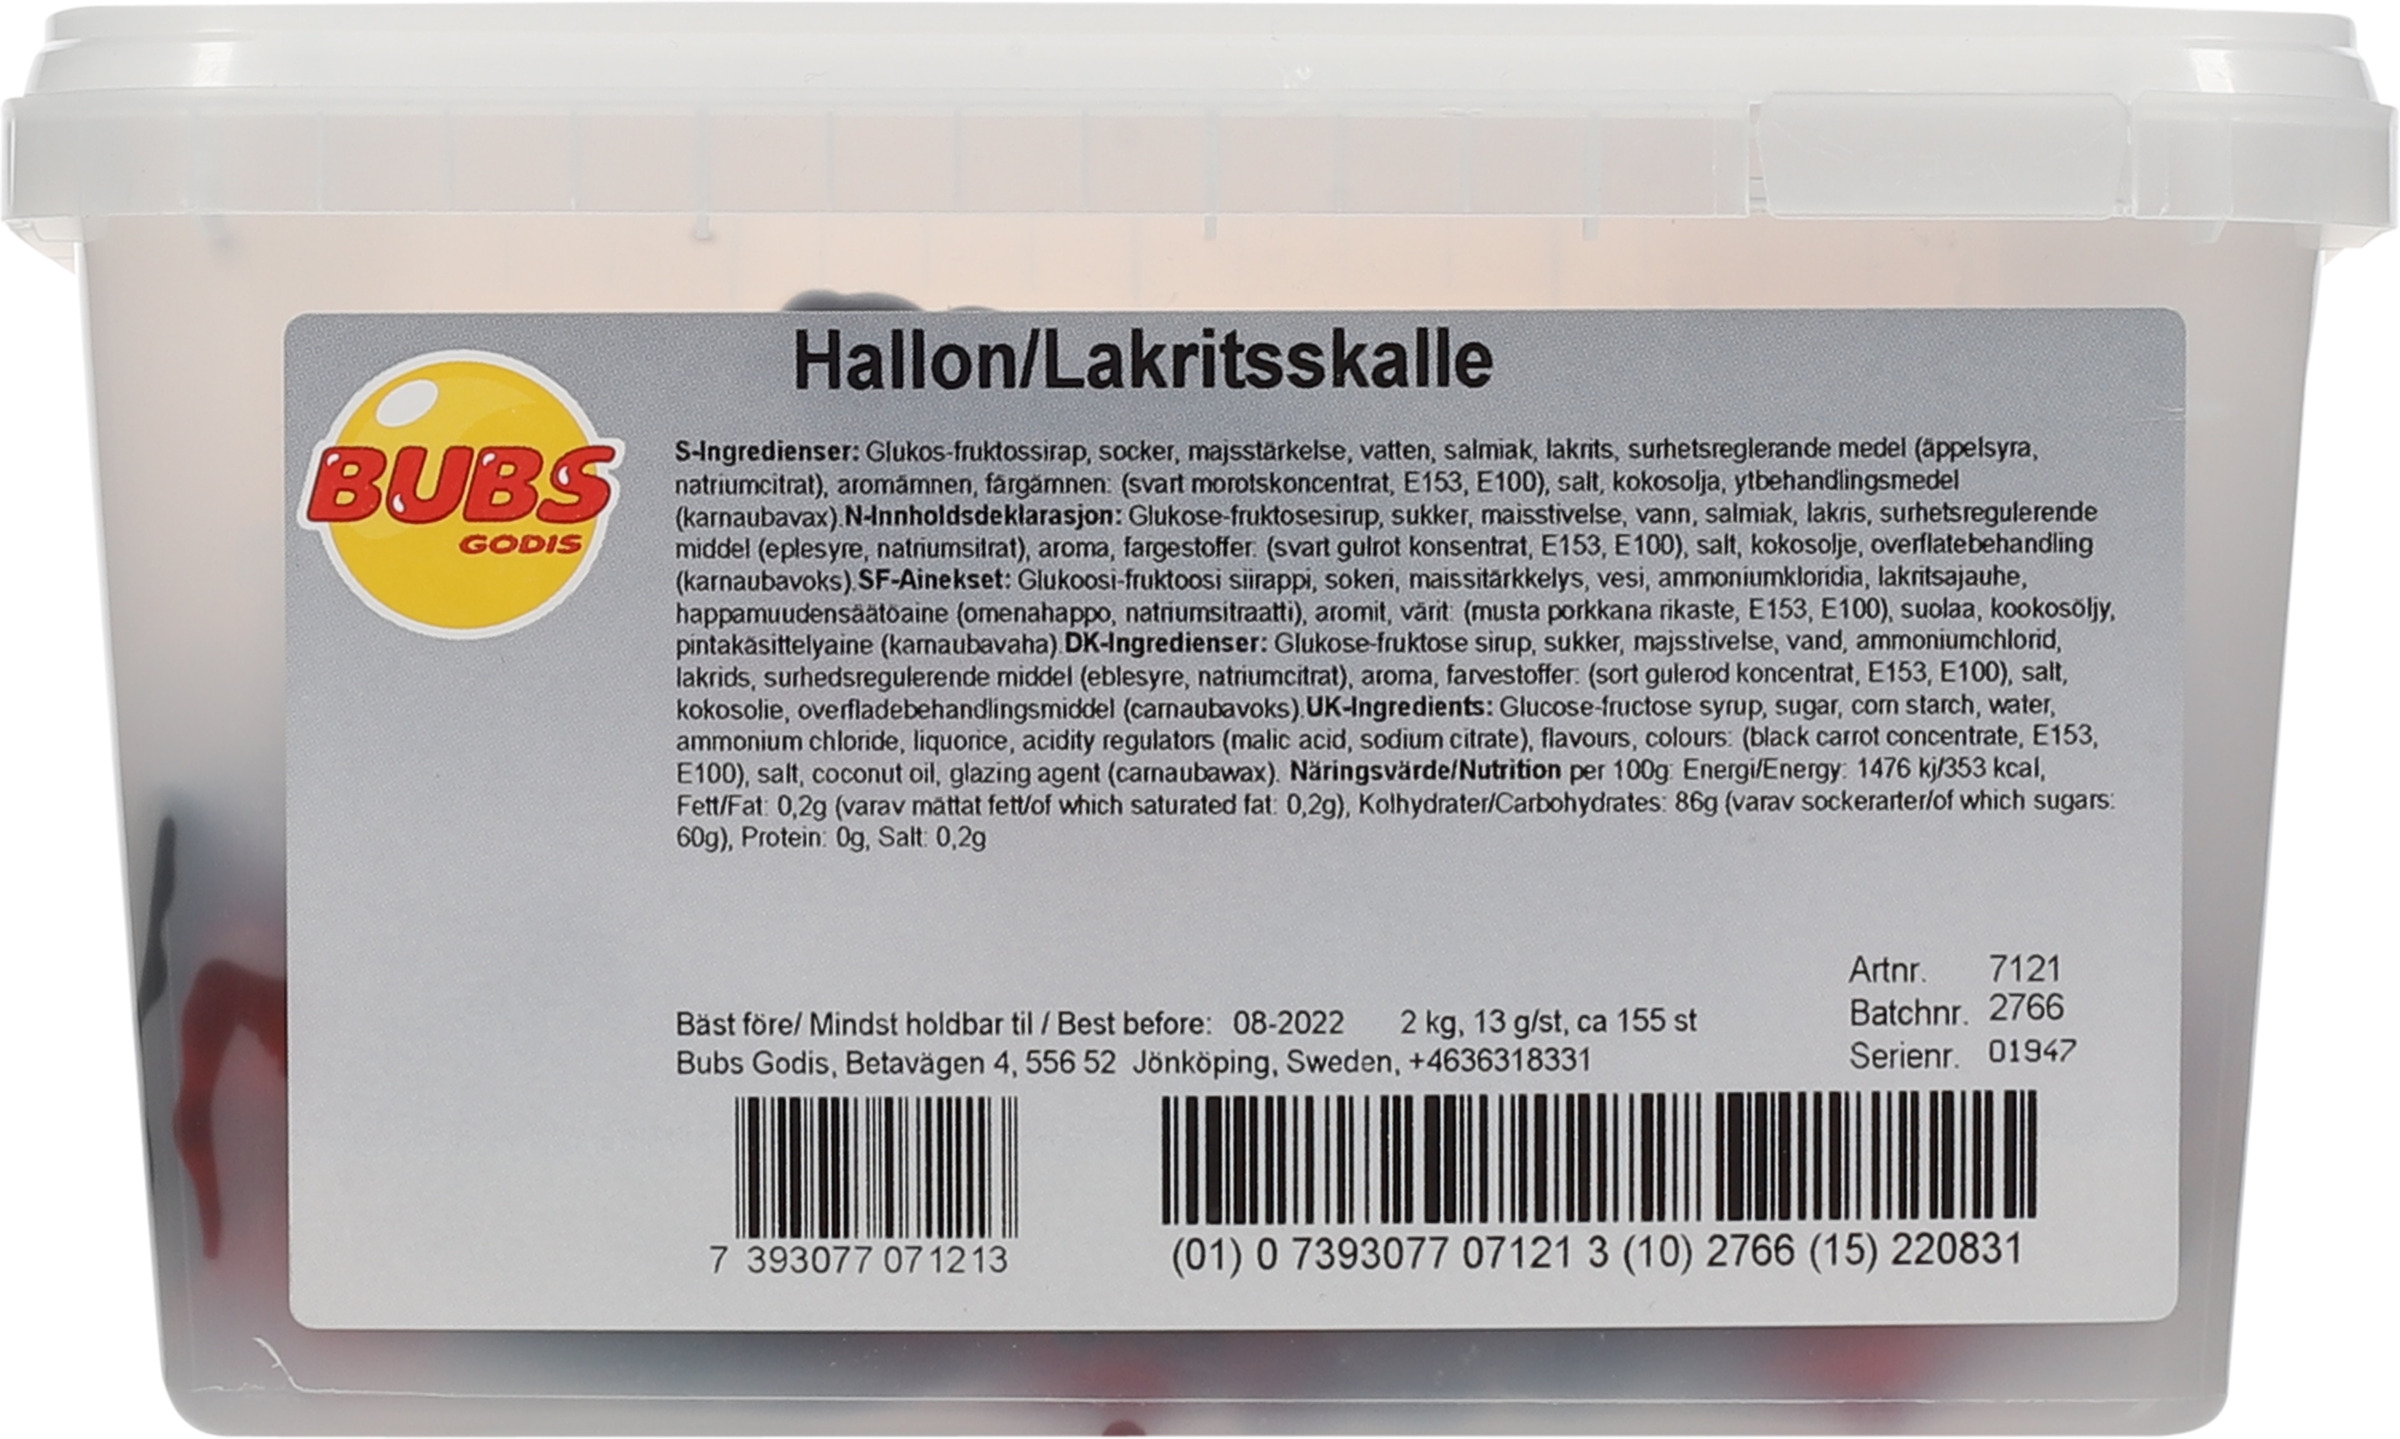 Hallon/Lakritsskalle
BUBS
GODIS
S-Ingredienser: Glukos-fruktossirap, socker, majsstärkelse, vatten, salmiak, lakrits, surhetsreglerande medel (äppelsyra,
natriumcitrat), aromämnen, färgämnen: (svart morotskoncentrat, E153, E100), salt, kokosolja, ytbehandlingsmedel
(karnaubavax).N-Innholdsdeklarasjon: Glukose-fruktosesirup, sukker, maisstivelse, vann, salmiak, lakris, surhetsregulerende
middel (eplesyre, natriumsitrat), aroma, fargestoffer: (svart gulrot konsentrat, E153, E100), salt, kokosolje, overflatebehandling
(karnaubavoks).SF-Ainekset: Glukoosi-fruktoosi siirappi, sokeri, maissitärkkelys, vesi, ammoniumkloridia, lakritsajauhe,
happamuudensäätöaine (omenahappo, natriumsitraatti), aromit, värit: (musta porkkana rikaste, E153, E100), suolaa, kookosöljy,
pintakäsittelyaine (karnaubavaha).DK-Ingredienser: Glukose-fruktose sirup, sukker, majsstivelse, vand, ammoniumchlorid,
lakrids, surhedsregulerende middel (eblesyre, natriumcitrat), aroma, farvestoffer: (sort gulerod koncentrat, E153, E100), salt,
kokosolie, overfladebehandlingsmiddel (carnaubavoks).UK-Ingredients: Glucose-fructose syrup, sugar, corn starch, water,
ammonium chloride, liquorice, acidity regulators (malic acid, sodium citrate), flavours, colours: (black carrot concentrate, E153,
E100), salt, coconut oil, glazing agent (carnaubawax). Näringsvärde/Nutrition per 100g: Energi/Energy: 1476 kj/353 kcal,
Fett/Fat: 0,2g (varav mättat fett/of which saturated fat: 0,2g), Kolhydrater/Carbohydrates: 86g (varav sockerarter/of which sugars:
60g), Protein: 0g, Salt: 0,2g
Artnr. 7121
Batchnr. 2766
Serienr. 01947
Bäst före/ Mindst holdbar til / Best before: 08-2022 2 kg, 13 g/st, ca 155 st
Bubs Godis, Betavägen 4, 556 52 Jönköping, Sweden, +4636318331
7 393077 071213
(01) 0 7393077 07121 3 (10) 2766 (15) 220831